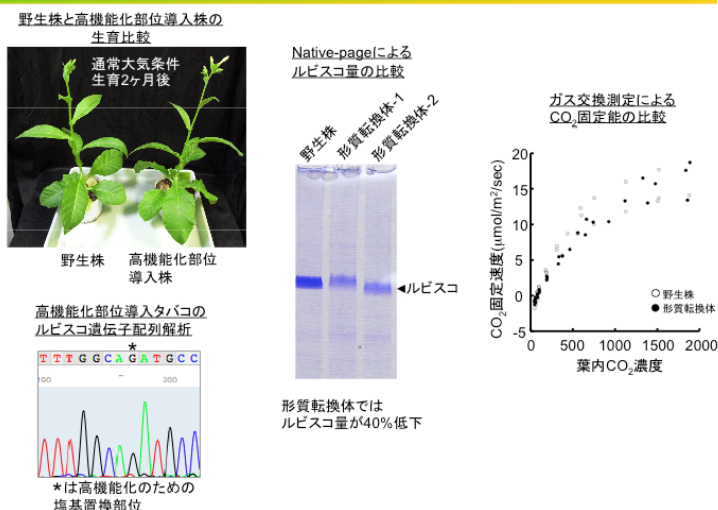 野生株と高機能化部位導入株の
生育比較
通常大気条件
生育2ヶ月後
野生株
高機能化部位
導入株
高機能化部位導入タバコの
ルビスコ遺伝子配列解析
*
T T T G G C A G A T G C C
300
*は高機能化のための
塩基置換部位
Native-pageによる
ルビスコ量の比較
野生株
形質転換体-1
形質転換体-2
◄ルビスコ
形質転換体では
ルビスコ量が40%低下
ガス交換測定による
CO2固定能の比較
CO2固定速度(μmol/m2/sec)
20
15
10
5
0
-5
0 500 1000 1500 2000
葉内CO2濃度
○野生株
●形質転換体